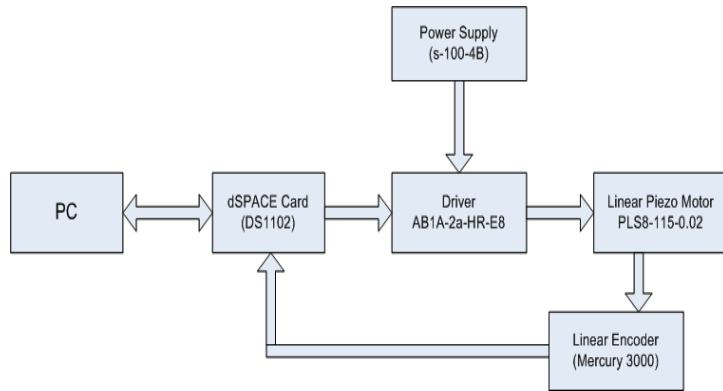 Power Supply
(s-100-4B)
PC
dSPACE Card
(DS1102)
Driver
AB1A-2a-HR-E8
Linear Piezo Motor
PLS8-115-0.02
Linear Encoder
(Mercury 3000)